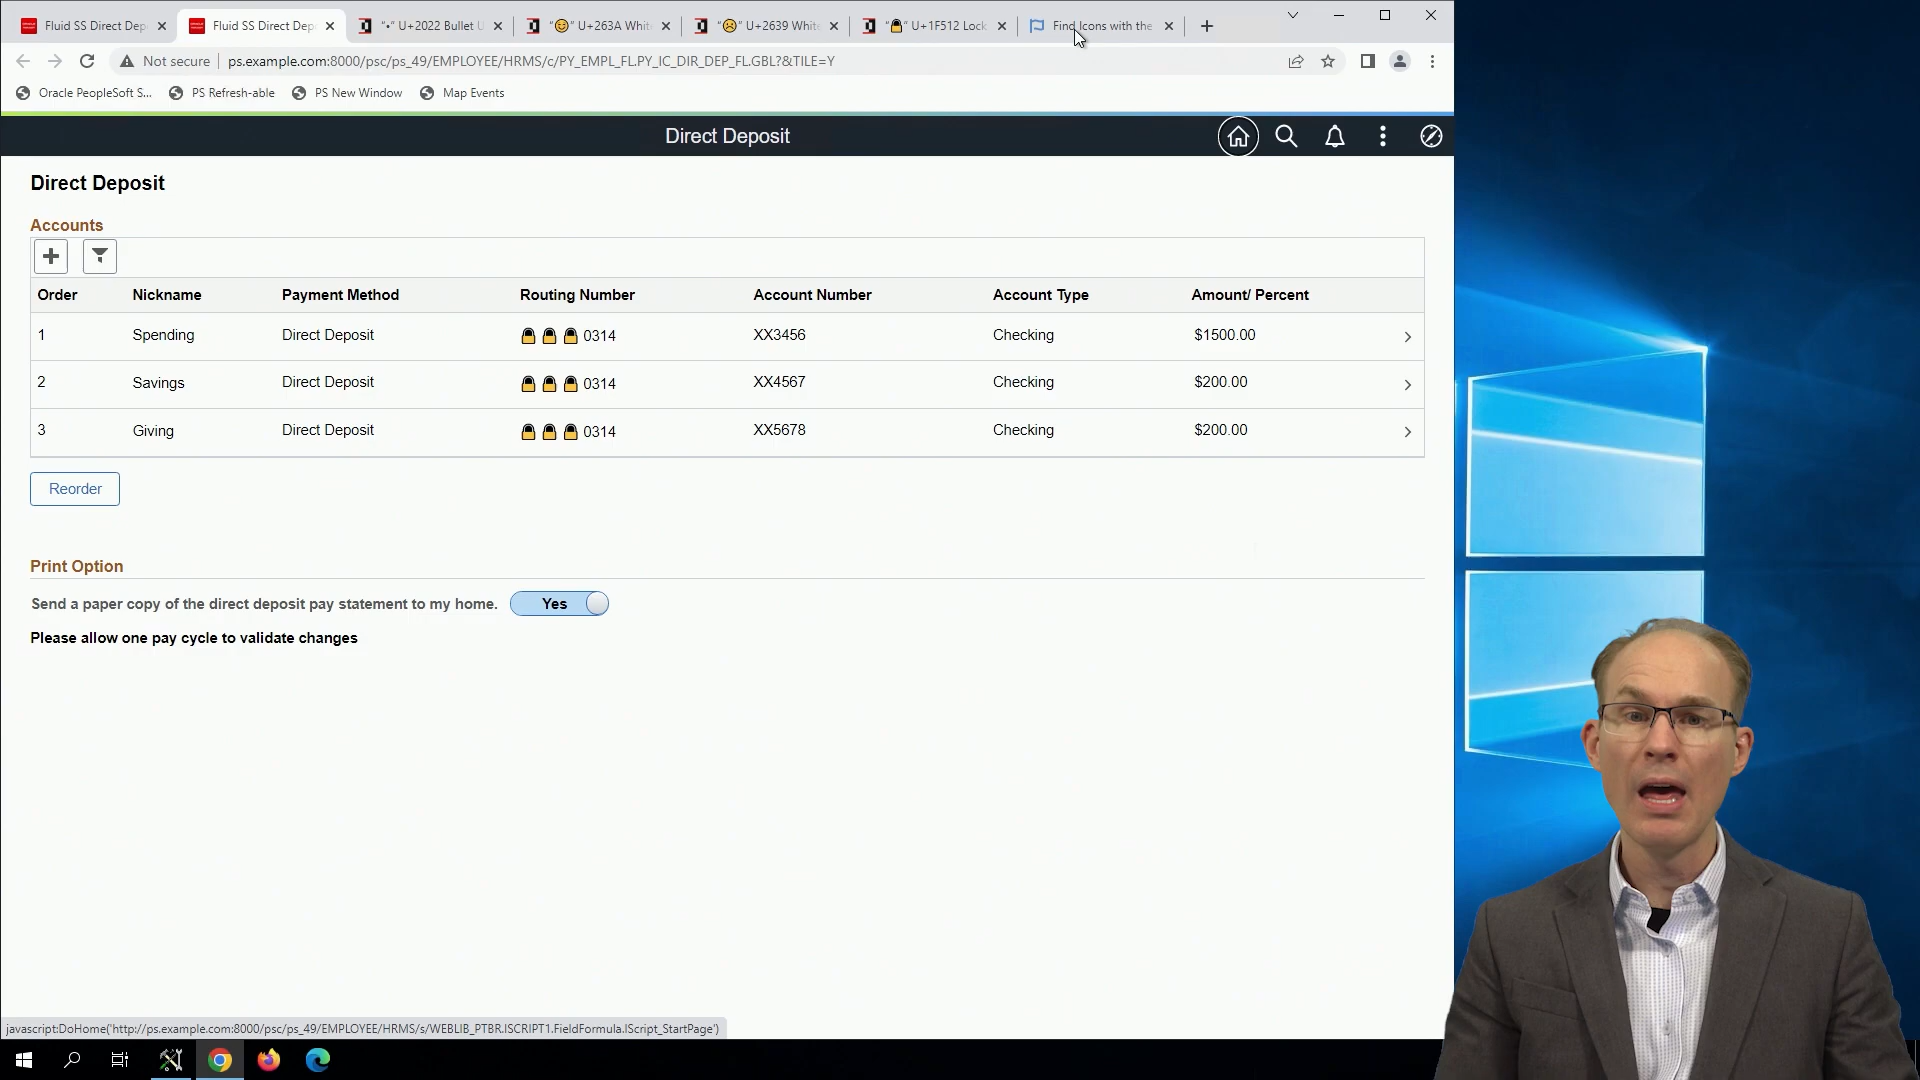 Fluid SS Direct Dep
Fluid SS Direct Dep
"•" U+2022 Bullet U
"☺" U+263A Whit
"☹" U+2639 White
"🔒" U+1F512 Lock
Find Icons with the
Not secure
ps.example.com:8000/psc/ps_49/EMPLOYEE/HRMS/c/PY_EMPL_FL.PY_IC_DIR_DEP_FL.GBL?&TILE=Y
Oracle PeopleSoft S...
PS Refresh-able
PS New Window
Map Events
Direct Deposit
Direct Deposit
Accounts
Order Nickname Payment Method Routing Number Account Number Account Type Amount/ Percent
1 Spending Direct Deposit 🔒🔒🔒0314 XX3456 Checking $1500.00
2 Savings Direct Deposit 🔒🔒🔒0314 XX4567 Checking $200.00
3 Giving Direct Deposit 🔒🔒🔒0314 XX5678 Checking $200.00
Reorder
Print Option
Send a paper copy of the direct deposit pay statement to my home. Yes
Please allow one pay cycle to validate changes
javascript:DoHome('http://ps.example.com:8000/psc/ps_49/EMPLOYEE/HRMS/s/WEBLIB_PTBR.ISCRIPT1.FieldFormula.IScript_StartPage')